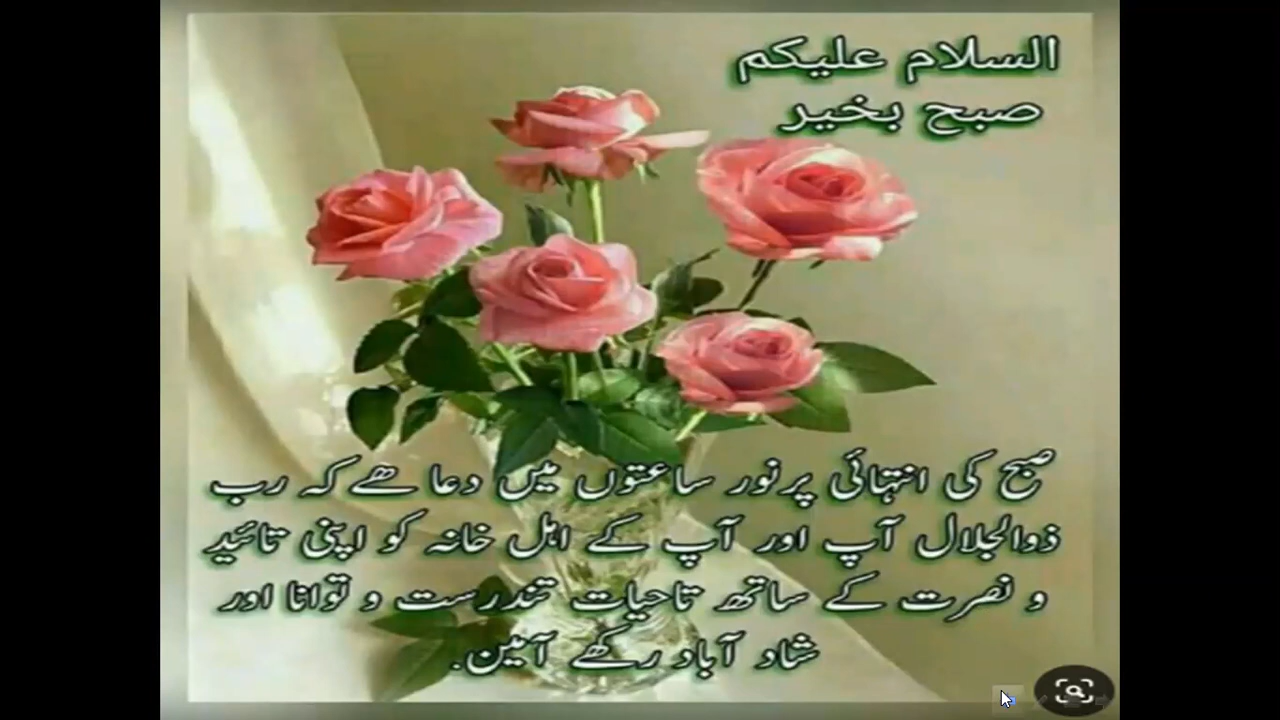 السلام علیکم
صبح بخیر
صبح کی انتہائی پرنور ساعتوں میں دعا ھے کہ رب
ذوالجلال آپ اور آپ کے اہل خانہ کو اپنی تائید
و نصرت کے ساتھ تاحیات تندرست و توانا اور
شاد آباد رکھے آمین.